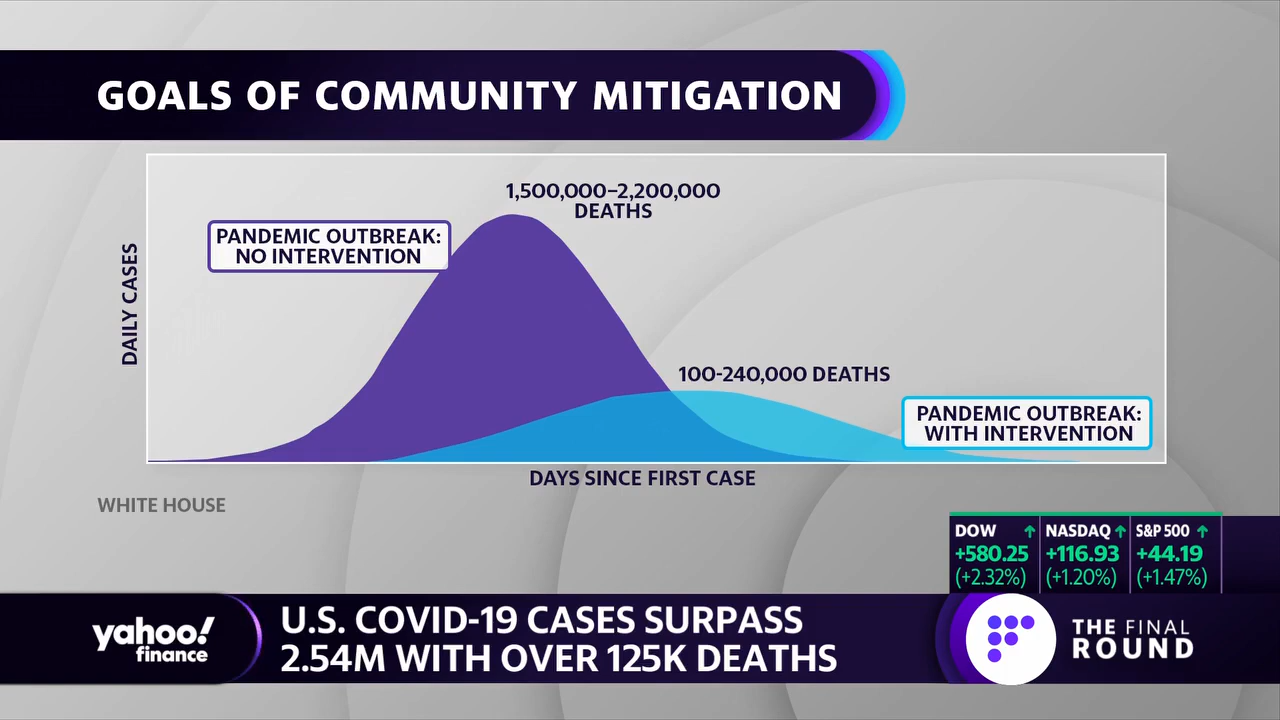 GOALS OF COMMUNITY MITIGATION
1,500,000–2,200,000
DEATHS
PANDEMIC OUTBREAK:
NO INTERVENTION
DAILY CASES
100-240,000 DEATHS
PANDEMIC OUTBREAK:
WITH INTERVENTION
DAYS SINCE FIRST CASE
WHITE HOUSE
DOW NASDAQ S&P 500
+580.25 +116.93 +44.19
(+2.32%) (+1.20%) (+1.47%)
yahoo!
finance
U.S. COVID-19 CASES SURPASS
2.54M WITH OVER 125K DEATHS
THE FINAL
ROUND